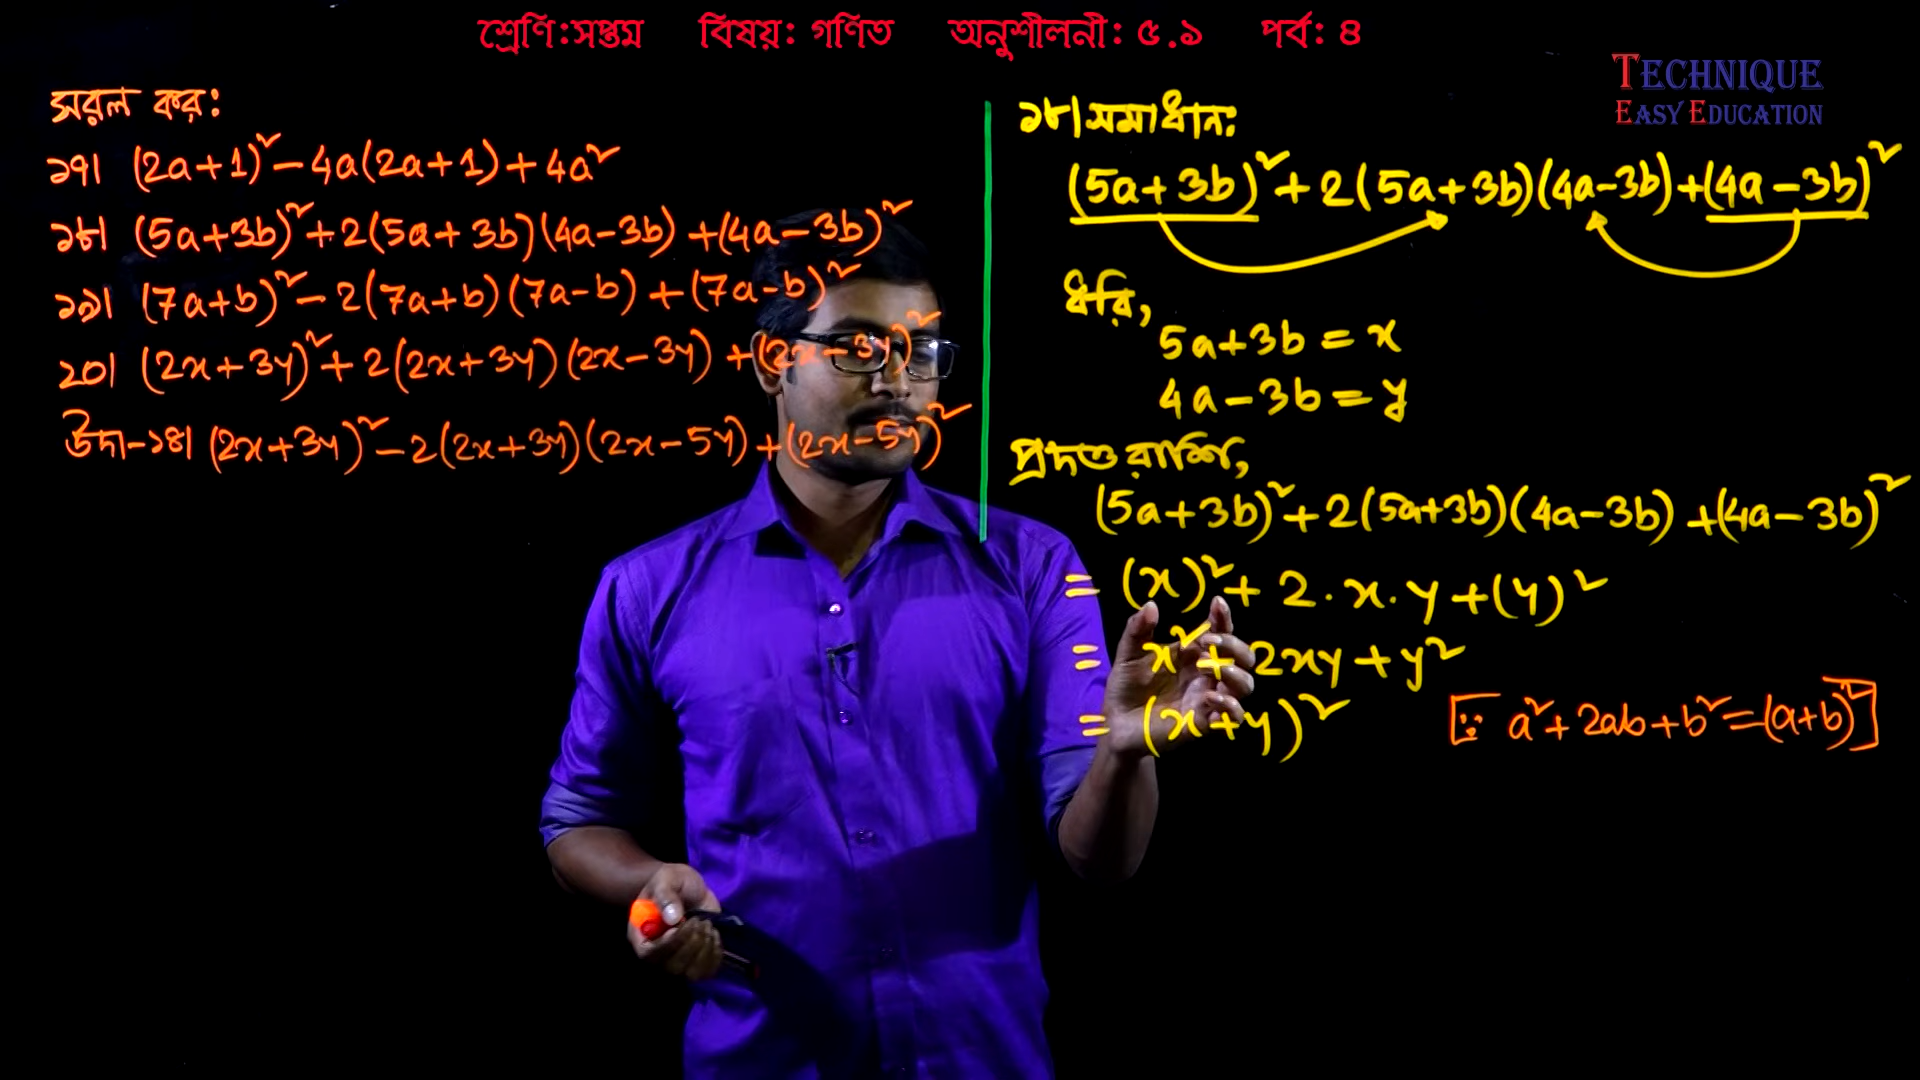 শ্রেণি:সপ্তম বিষয়: গণিত অনুশীলনী: ৫.১ পর্ব: ৪
TECHNIQUE
EASY EDUCATION
সরল কর:
১৭। (2a+1)² − 4a(2a+1) + 4a²
১৮। (5a+3b)² + 2(5a+3b)(4a−3b) + (4a−3b)²
১৯। (7a+b)² − 2(7a+b)(7a−b) + (7a−b)²
২০। (2x+3y)² + 2(2x+3y)(2x−3y) + (2x−3y)²
উদা-১৪। (2x+3y)² − 2(2x+3y)(2x−5y) + (2x−5y)²
১৮। সমাধান:
(5a+3b)² + 2(5a+3b)(4a−3b) + (4a−3b)²
ধরি,
5a+3b = x
4a−3b = y
প্রদত্ত রাশি,
(5a+3b)² + 2(5a+3b)(4a−3b) + (4a−3b)²
= (x)² + 2.x.y + (y)²
= x² + 2xy + y²
= (x+y)² [∵ a²+2ab+b²=(a+b)²]